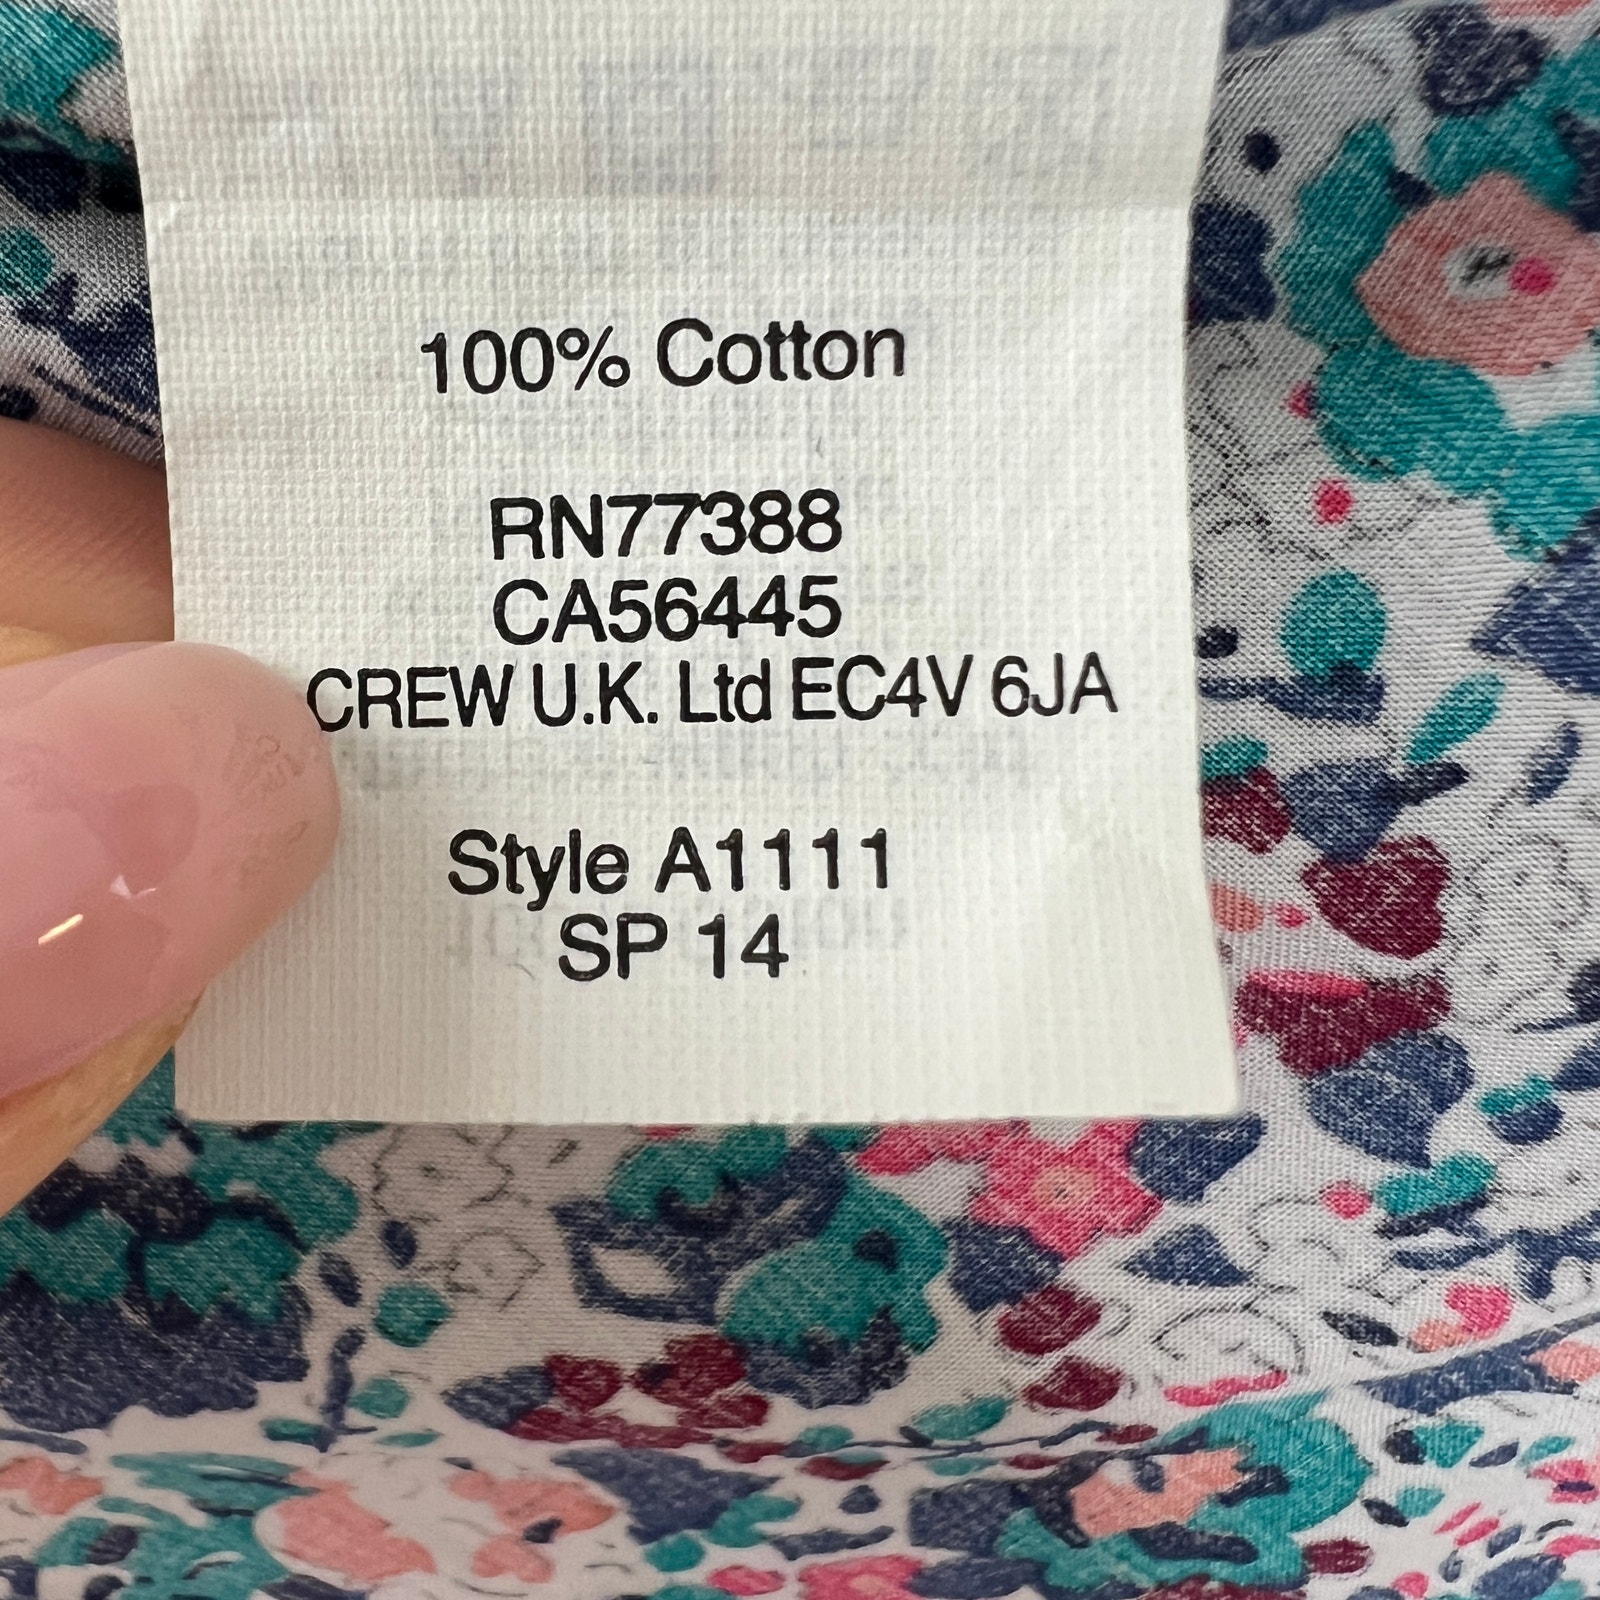 100% Cotton
RN77388
CA56445
CREW U.K. Ltd EC4V 6JA
Style A1111
SP 14